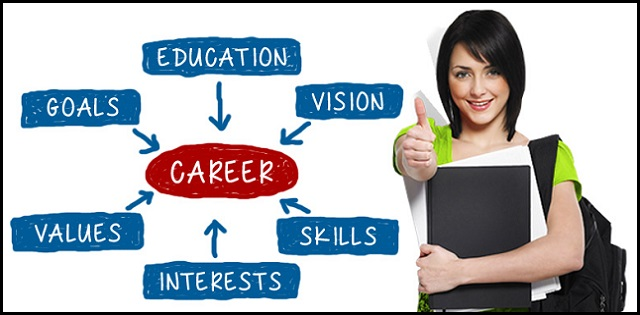 EDUCATION
GOALS
VISION
CAREER
VALUES
SKILLS
INTERESTS